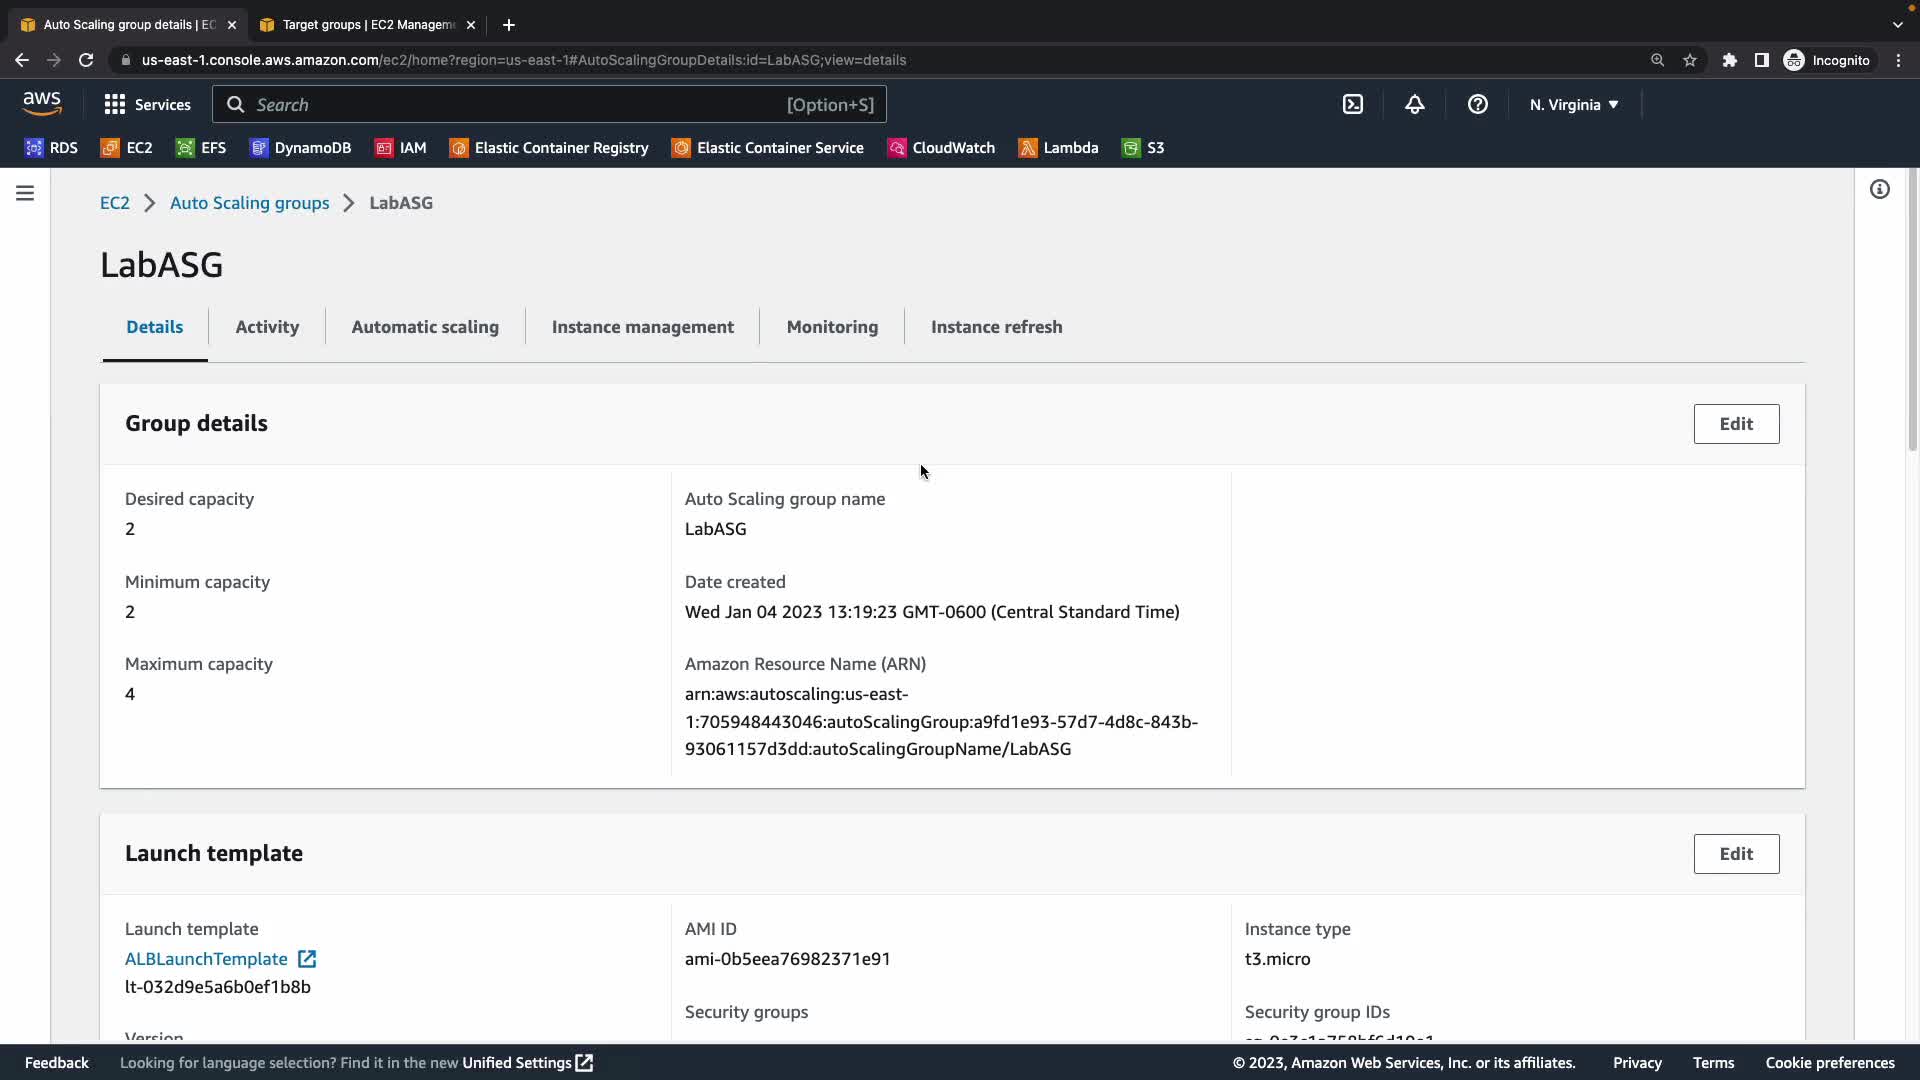 Auto Scaling group details | EC
Target groups | EC2 Managem
us-east-1.console.aws.amazon.com/ec2/home?region=us-east-1#AutoScalingGroupDetails:id=LabASG;view=details
Incognito
aws
Services
Search
[Option+S]
N. Virginia
RDS
EC2
EFS
DynamoDB
IAM
Elastic Container Registry
Elastic Container Service
CloudWatch
Lambda
S3
EC2 > Auto Scaling groups > LabASG
LabASG
Details
Activity
Automatic scaling
Instance management
Monitoring
Instance refresh
Group details
Edit
Desired capacity
2
Minimum capacity
2
Maximum capacity
4
Auto Scaling group name
LabASG
Date created
Wed Jan 04 2023 13:19:23 GMT-0600 (Central Standard Time)
Amazon Resource Name (ARN)
arn:aws:autoscaling:us-east-
1:705948443046:autoScalingGroup:a9fd1e93-57d7-4d8c-843b-
93061157d3dd:autoScalingGroupName/LabASG
Launch template
Edit
Launch template
ALBLaunchTemplate
lt-032d9e5a6b0ef1b8b
Version
AMI ID
ami-0b5eea76982371e91
Security groups
Instance type
t3.micro
Security group IDs
Feedback
Looking for language selection? Find it in the new Unified Settings
© 2023, Amazon Web Services, Inc. or its affiliates.
Privacy
Terms
Cookie preferences